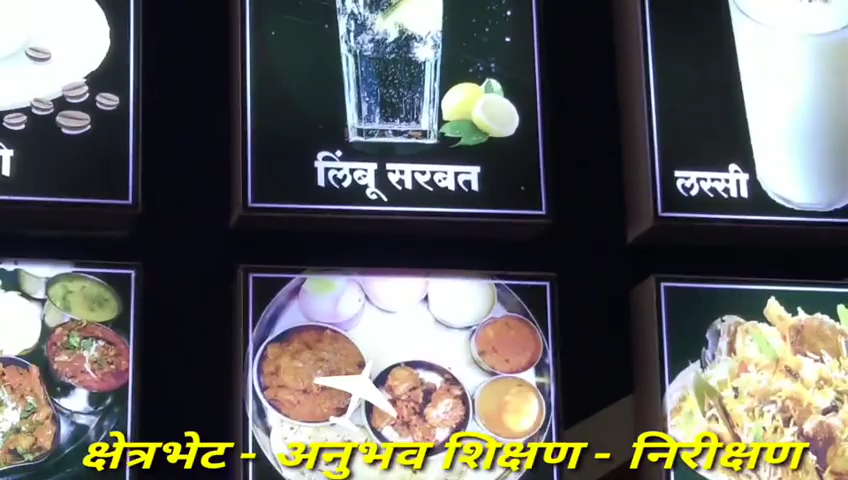 लिंबू सरबत
लस्सी
क्षेत्रभेट - अनुभव शिक्षण - निरीक्षण